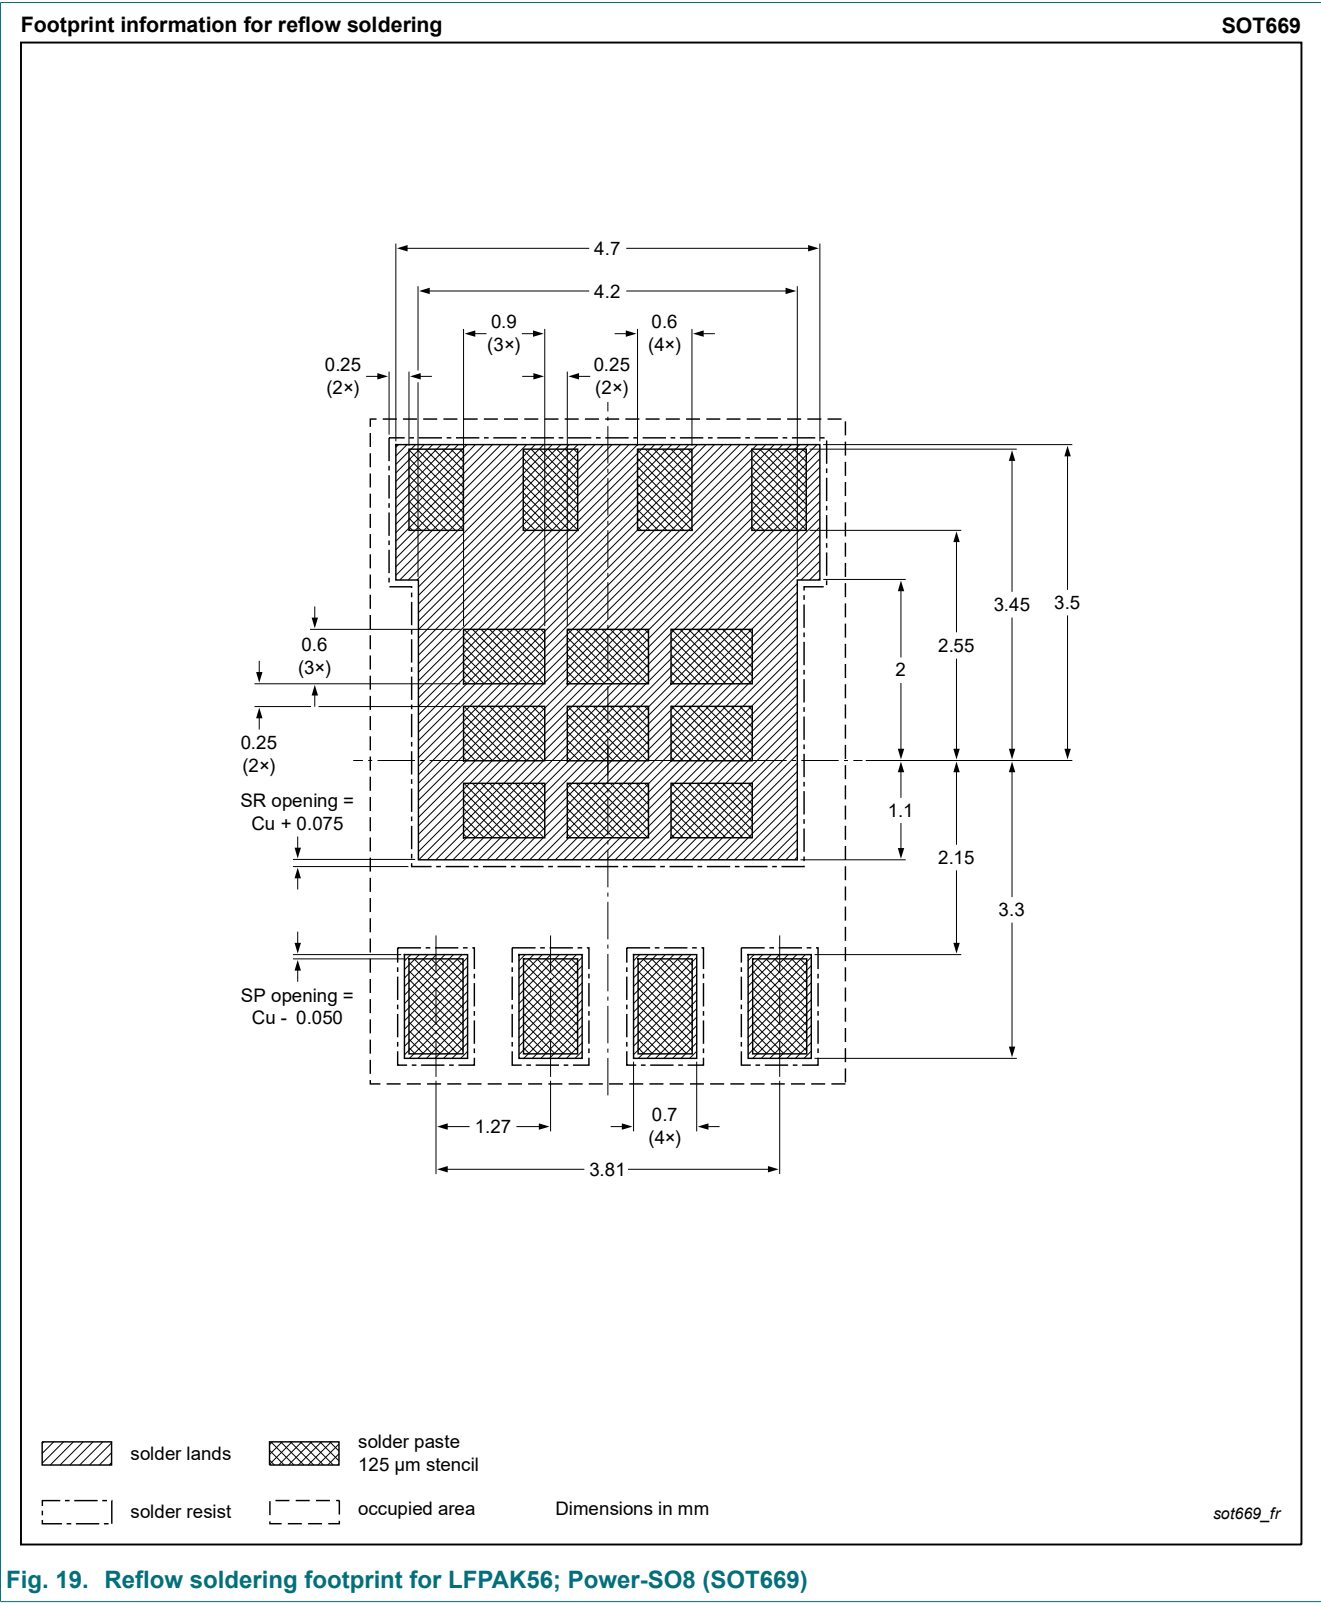 Footprint information for reflow soldering SOT669
4.7
4.2
0.9
(3×)
0.6
(4×)
0.25
(2×)
0.25
(2×)
0.6
(3×)
0.25
(2×)
3.45
3.5
2.55
2
SR opening =
Cu + 0.075
1.1
2.15
3.3
SP opening =
Cu - 0.050
1.27
0.7
(4×)
3.81
solder lands
solder paste
125 µm stencil
solder resist
occupied area
Dimensions in mm
sot669_fr
Fig. 19. Reflow soldering footprint for LFPAK56; Power-SO8 (SOT669)